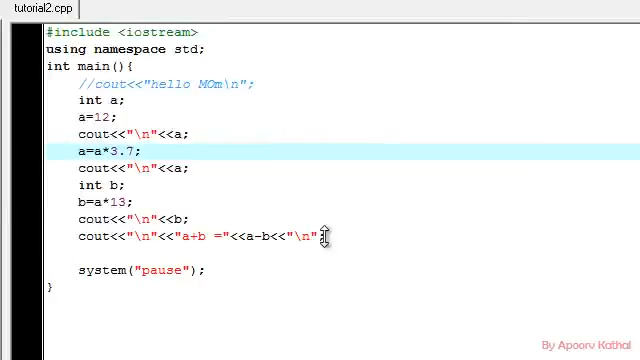 tutorial2.cpp
#include <iostream>
using namespace std;
int main(){
//cout<<"hello MOm\n";
int a;
a=12;
cout<<"\n"<<a;
a=a*3.7;
cout<<"\n"<<a;
int b;
b=a*13;
cout<<"\n"<<b;
cout<<"\n"<<"a+b ="<<a-b<<"\n";
system("pause");
}
By Apoorv Kathal